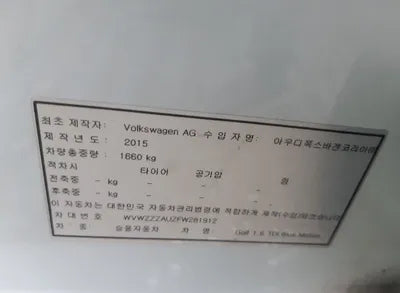 최초 제작자: Volkswagen AG 수 입 자 명: 아우디폭스바겐코리아㈜
제 작 년 도: 2015
차량총중량: 1660 kg
적차시 타이어 공기압
전축중 - kg - - 형
후축중 - kg - -
이 자동차는 대한민국 자동차관리법령에 적합하게 제작(수입)되었습니다
차 대 번 호 WVWZZZAUZFW281912
차 종: 승용자동차 차 명: Golf 1.6 TDI Blue Motion